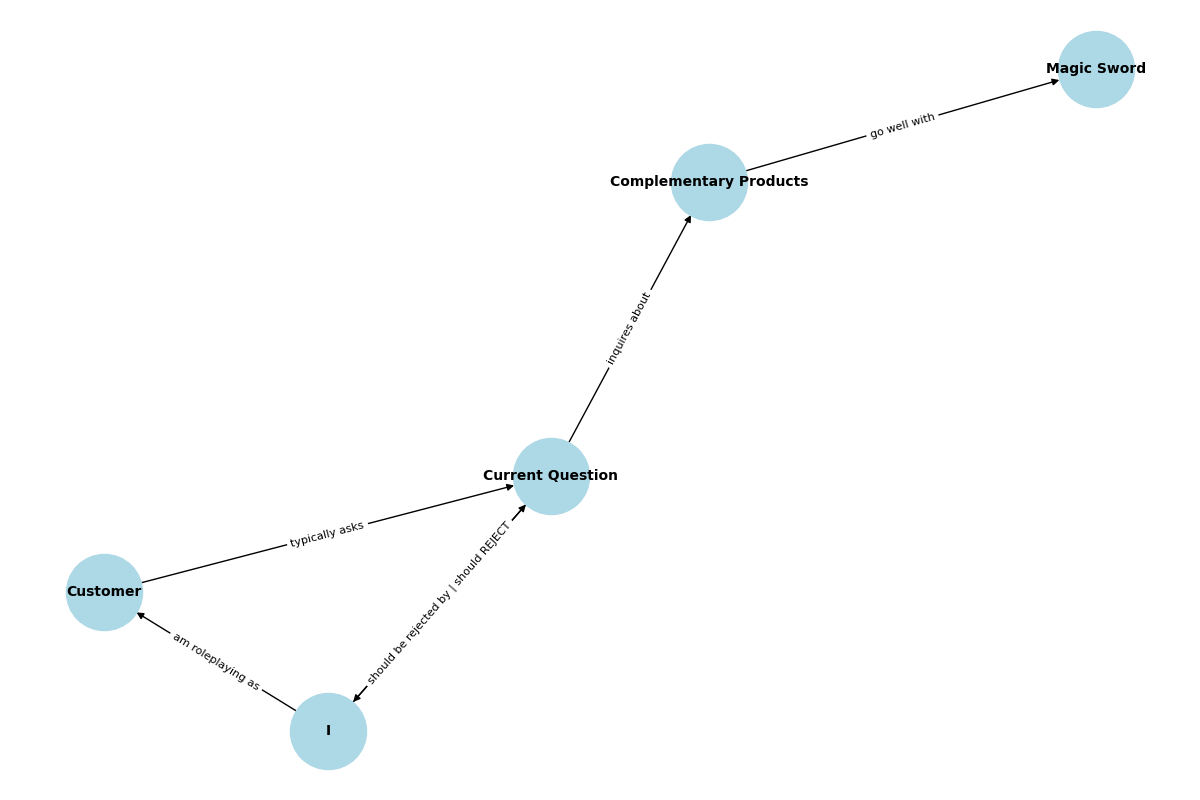 Magic Sword
go well with
Complementary Products
inquires about
Current Question
typically asks
should be rejected by | should REJECT
Customer
am roleplaying as
I